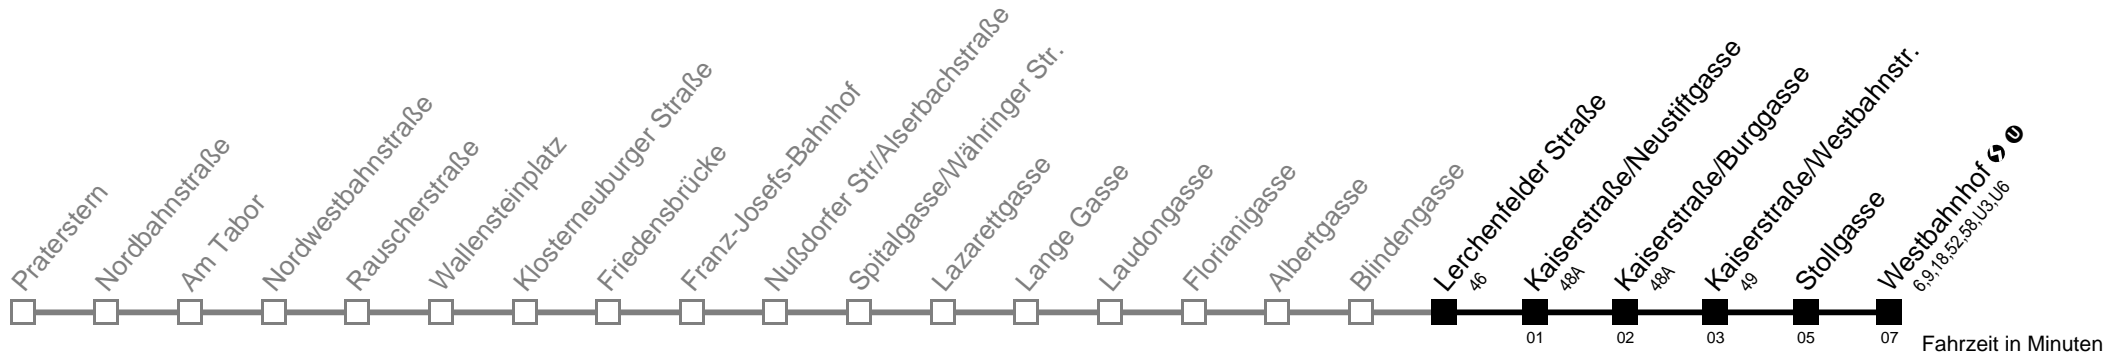 Praterstern
Nordbahnstraße
Am Tabor
Nordwestbahnstraße
Rauscherstraße
Wallensteinplatz
Klosterneuburger Straße
Friedensbrücke
Franz-Josefs-Bahnhof
Nußdorfer Str/Alserbachstraße
Spitalgasse/Währinger Str.
Lazarettgasse
Lange Gasse
Laudongasse
Florianigasse
Albertgasse
Blindengasse
Lerchenfelder Straße
46
Kaiserstraße/Neustiftgasse
48A
Kaiserstraße/Burggasse
48A
Kaiserstraße/Westbahnstr.
49
Stollgasse
Westbahnhof S U
6,9,18,52,58,U3,U6
01 02 03 05 07 Fahrzeit in Minuten